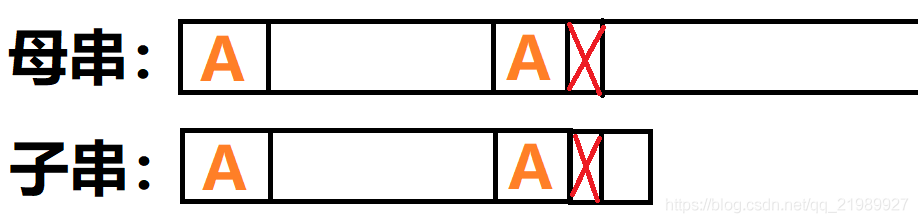 母串： A A
子串： A A
https://blog.csdn.net/qq_21989927